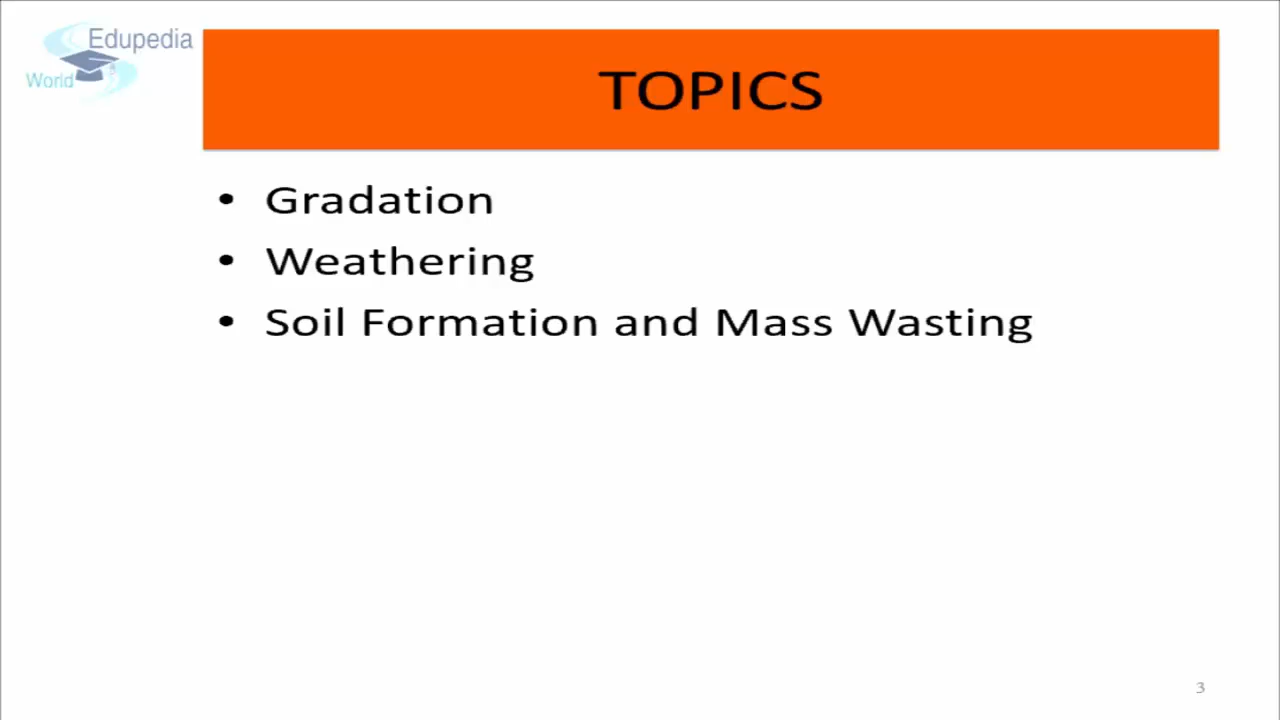 Edupedia
World
TOPICS
• Gradation
• Weathering
• Soil Formation and Mass Wasting
3